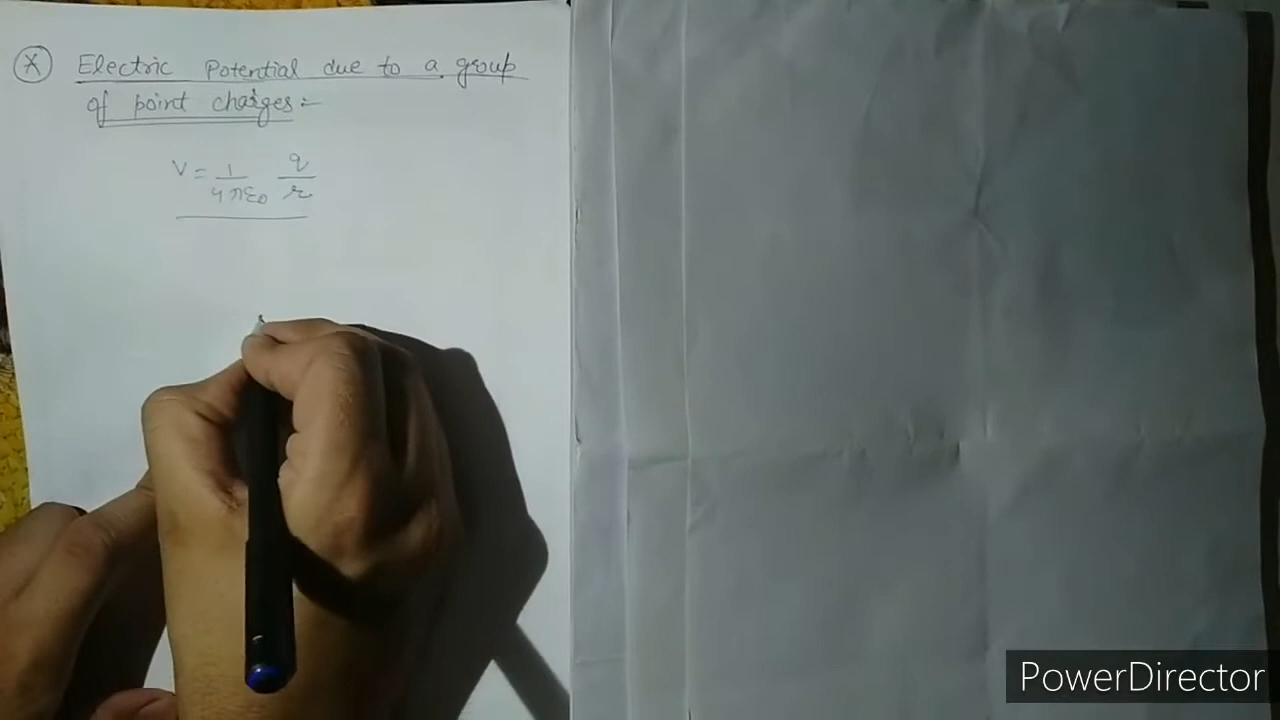 Ⓧ Electric Potential due to a group
of point charges:-
V = 1/4πε₀ q/r
PowerDirector